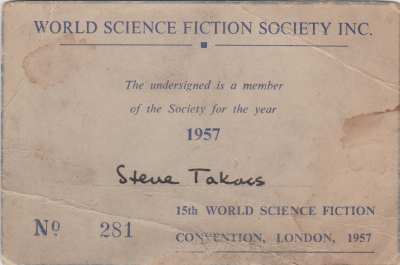 WORLD SCIENCE FICTION SOCIETY INC.
The undersigned is a member
of the Society for the year
1957
Steve Takacs
15th WORLD SCIENCE FICTION
Nº 281
CONVENTION, LONDON, 1957